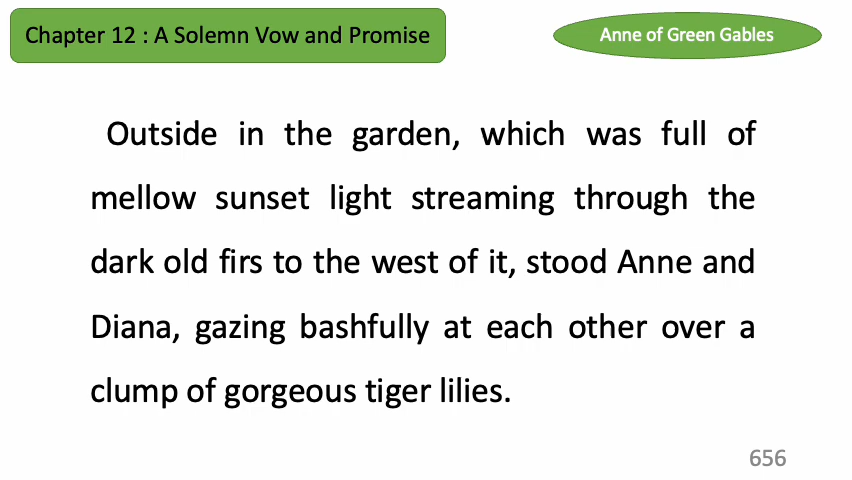 Chapter 12 : A Solemn Vow and Promise
Anne of Green Gables
Outside in the garden, which was full of
mellow sunset light streaming through the
dark old firs to the west of it, stood Anne and
Diana, gazing bashfully at each other over a
clump of gorgeous tiger lilies.
656